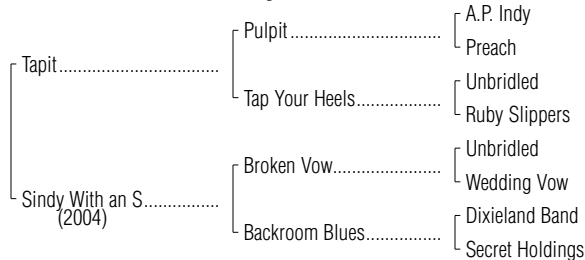 A.P. Indy
Pulpit
Preach
Tapit
Unbridled
Tap Your Heels
Ruby Slippers
Unbridled
Broken Vow
Wedding Vow
Sindy With an S
(2004)
Dixieland Band
Backroom Blues
Secret Holdings